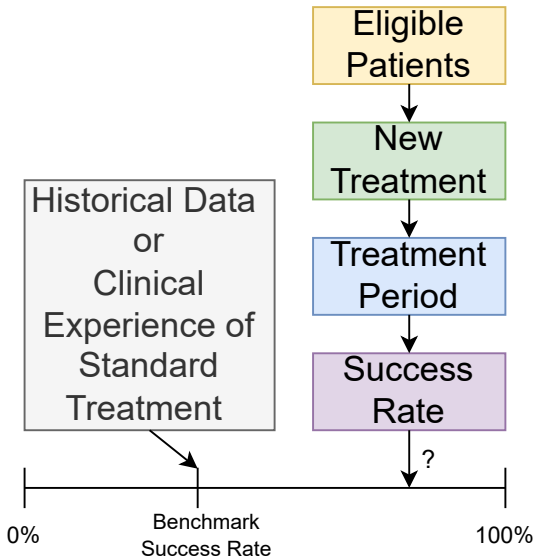 Eligible
Patients
New
Treatment
Treatment
Period
Success
Rate
Historical Data
or
Clinical
Experience of
Standard
Treatment
?
0%
Benchmark
Success Rate
100%